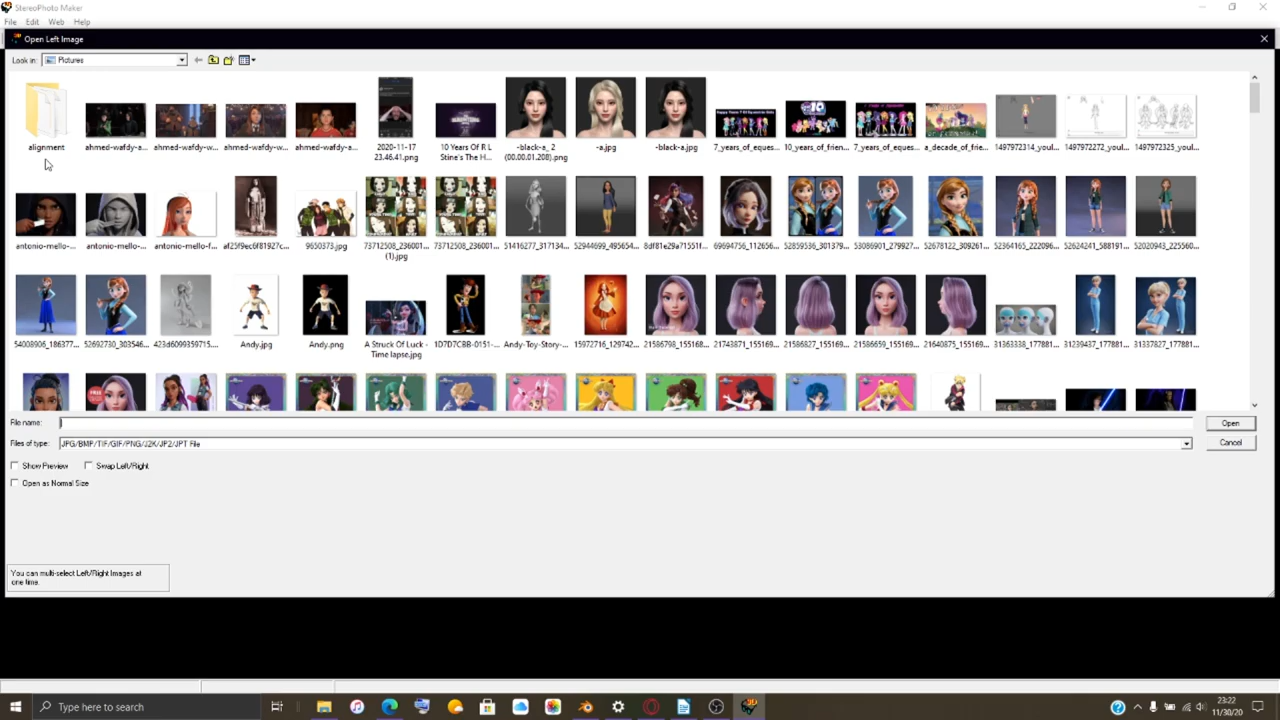 StereoPhoto Maker
File Edit Web Help
Open Left Image
Look in: Pictures
alignment
ahmed-wafdy-a...
ahmed-wafdy-w...
ahmed-wafdy-w...
ahmed-wafdy-a...
2020-11-17
23.46.41.png
10 Years Of R L
Stine's The H...
-black-a_ 2
(00.00.01.208).png
-a.jpg
-black-a.jpg
7_years_of_eques...
10_years_of_frien...
7_years_of_eques...
a_decade_of_frie...
1497972314_youl...
1497972272_youl...
1497972325_youl...
antonio-mello-...
antonio-mello-...
antonio-mello-f...
af25f9ec6f81927c...
9650373.jpg
73712508_236001...
73712508_236001...
(1).jpg
51416277_317134...
52944699_495654...
8df81e29a71551f...
69694756_112656...
52859536_301379...
53086901_279927...
52678122_309261...
52364165_222096...
52624241_588191...
52020943_225560...
54008906_186377...
52692730_303546...
423d6099359715...
Andy.jpg
Andy.png
A Struck Of Luck -
Time lapse.jpg
1D7D7CBB-0151-...
Andy-Toy-Story-...
15972716_129742...
21586798_155168...
21743871_155169...
21586827_155169...
21586659_155169...
21640875_155169...
31363338_177881...
31239437_177881...
31337827_177881...
File name:
Open
Files of type: JPG/BMP/TIF/GIF/PNG/J2K/JP2/JPT File
Cancel
Show Preview Swap Left/Right
Open as Normal Size
You can multi-select Left/Right Images at
one time.
Type here to search
23:22
11/30/20